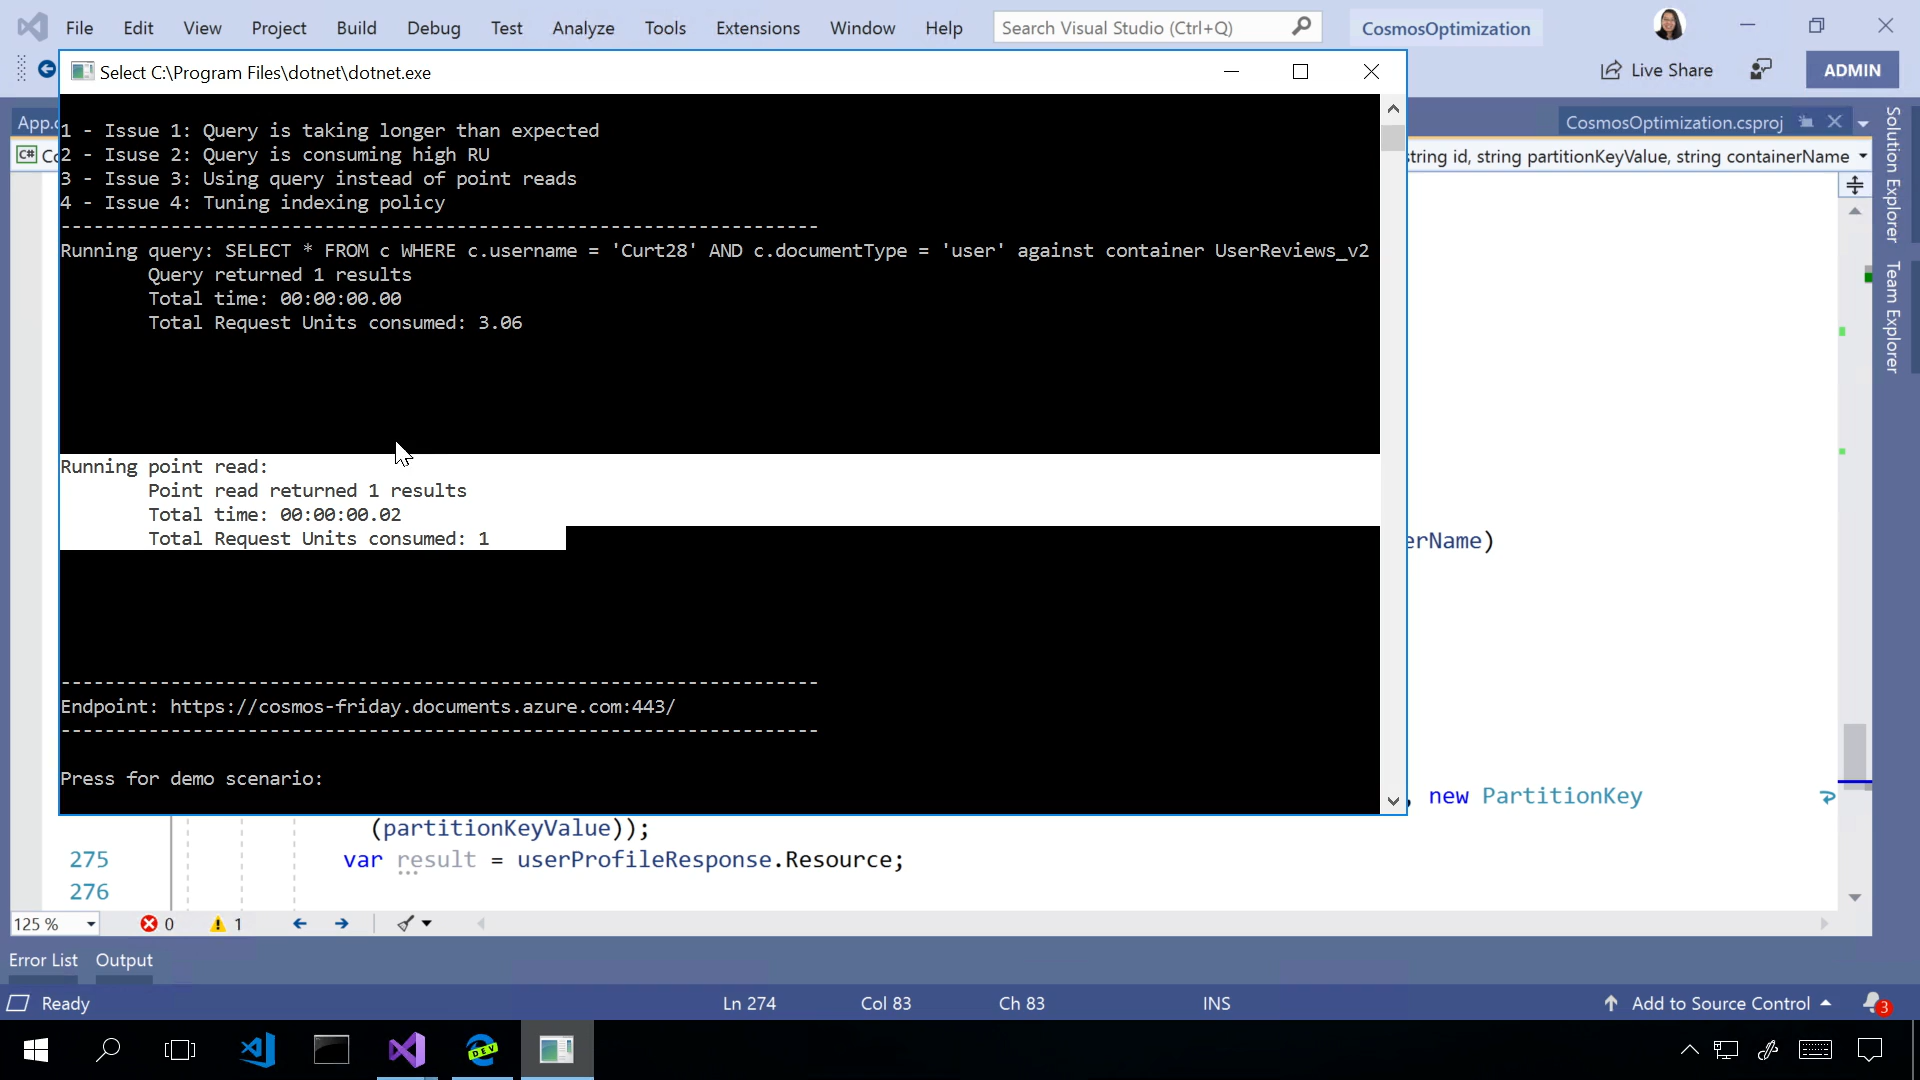 File Edit View Project Build Debug Test Analyze Tools Extensions Window Help Search Visual Studio (Ctrl+Q) CosmosOptimization
Live Share ADMIN
Select C:\Program Files\dotnet\dotnet.exe
App.c
CosmosOptimization.csproj
C# Co
string id, string partitionKeyValue, string containerName
Solution Explorer
Team Explorer
1 - Issue 1: Query is taking longer than expected
2 - Isuse 2: Query is consuming high RU
3 - Issue 3: Using query instead of point reads
4 - Issue 4: Tuning indexing policy
---------------------------------------------------------------------
Running query: SELECT * FROM c WHERE c.username = 'Curt28' AND c.documentType = 'user' against container UserReviews_v2
Query returned 1 results
Total time: 00:00:00.00
Total Request Units consumed: 3.06
Running point read:
Point read returned 1 results
Total time: 00:00:00.02
Total Request Units consumed: 1
erName)
---------------------------------------------------------------------
Endpoint: https://cosmos-friday.documents.azure.com:443/
---------------------------------------------------------------------
Press for demo scenario:
, new PartitionKey
(partitionKeyValue));
275 var result = userProfileResponse.Resource;
276
125 % 0 1
Error List Output
Ready Ln 274 Col 83 Ch 83 INS Add to Source Control 3
DEV